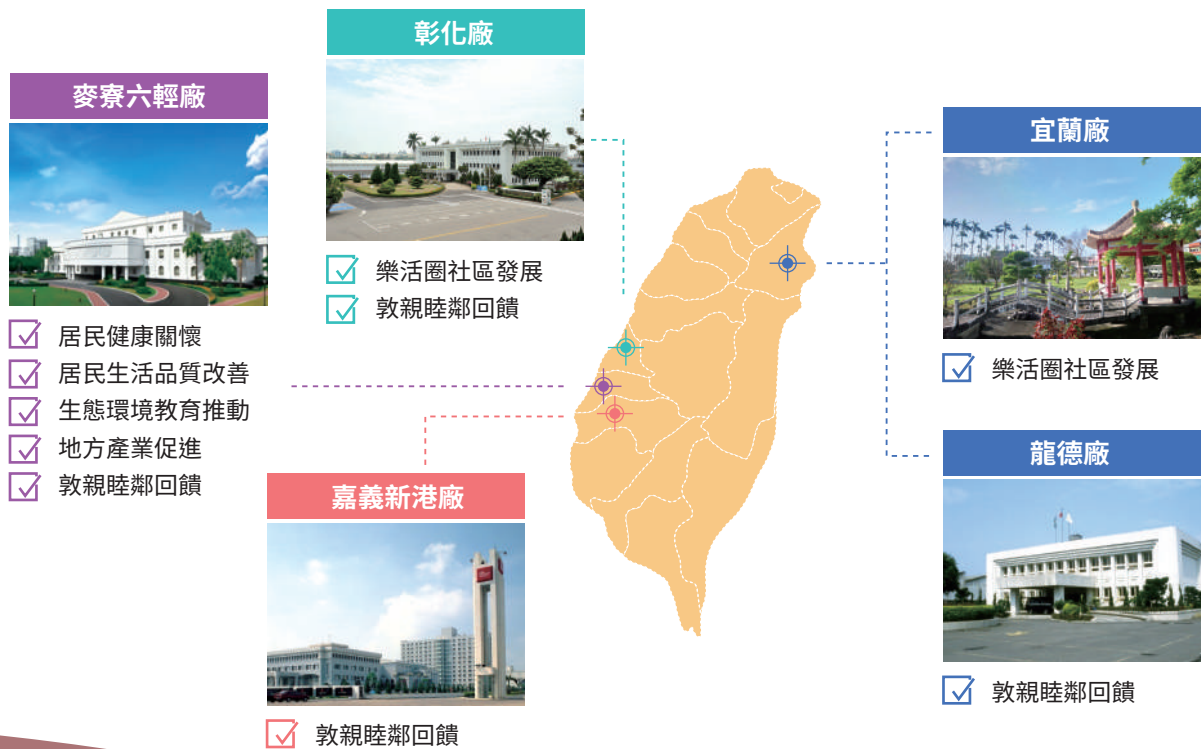 彰化廠
樂活圈社區發展
敦親睦鄰回饋
麥寮六輕廠
居民健康關懷
居民生活品質改善
生態環境教育推動
地方產業促進
敦親睦鄰回饋
嘉義新港廠
敦親睦鄰回饋
宜蘭廠
樂活圈社區發展
龍德廠
敦親睦鄰回饋